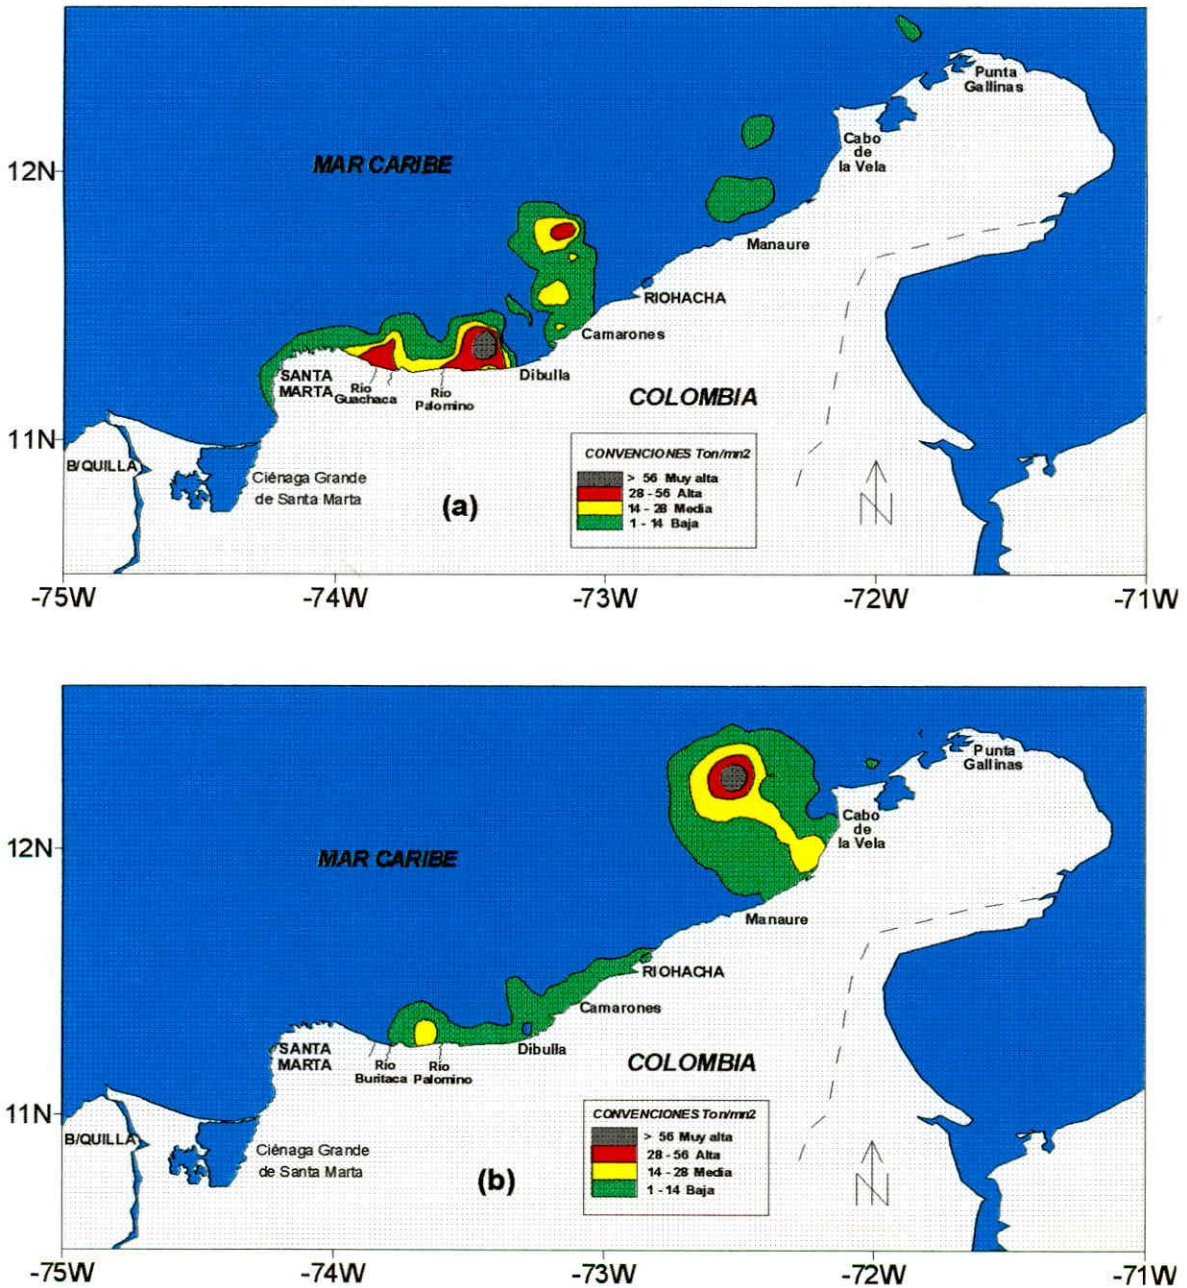 Punta
Gallinas
Cabo
de
la Vela
12N
MAR CARIBE
Manaure
RIOHACHA
Camarones
SANTA
MARTA
Río
Guachaca
Río
Palomino
Dibulla
COLOMBIA
11N
B/QUILLA
Ciénaga Grande
de Santa Marta
(a)
CONVENCIONES Ton/mn2
> 56 Muy alta
28 - 56 Alta
14 - 28 Media
1 - 14 Baja
N
-75W
-74W
-73W
-72W
-71W
Punta
Gallinas
Cabo
de
la Vela
12N
MAR CARIBE
Manaure
RIOHACHA
Camarones
SANTA
MARTA
Río
Buritaca
Río
Palomino
Dibulla
COLOMBIA
11N
B/QUILLA
Ciénaga Grande
de Santa Marta
(b)
CONVENCIONES Ton/mn2
> 56 Muy alta
28 - 56 Alta
14 - 28 Media
1 - 14 Baja
N
-75W
-74W
-73W
-72W
-71W